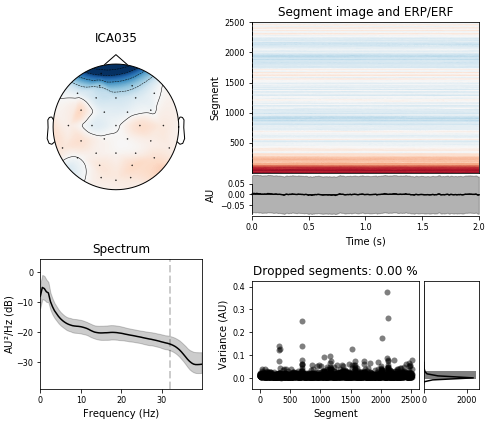 ICA035
Segment image and ERP/ERF
2500
2000
1500
1000
500
Segment
0.05
0.00
−0.05
AU
0.0 0.5 1.0 1.5 2.0
Time (s)
Spectrum
0
−10
−20
−30
AU²/Hz (dB)
0 10 20 30
Frequency (Hz)
Dropped segments: 0.00 %
0.4
0.3
0.2
0.1
0.0
Variance (AU)
0 500 1000 1500 2000 2500
Segment
0 2000